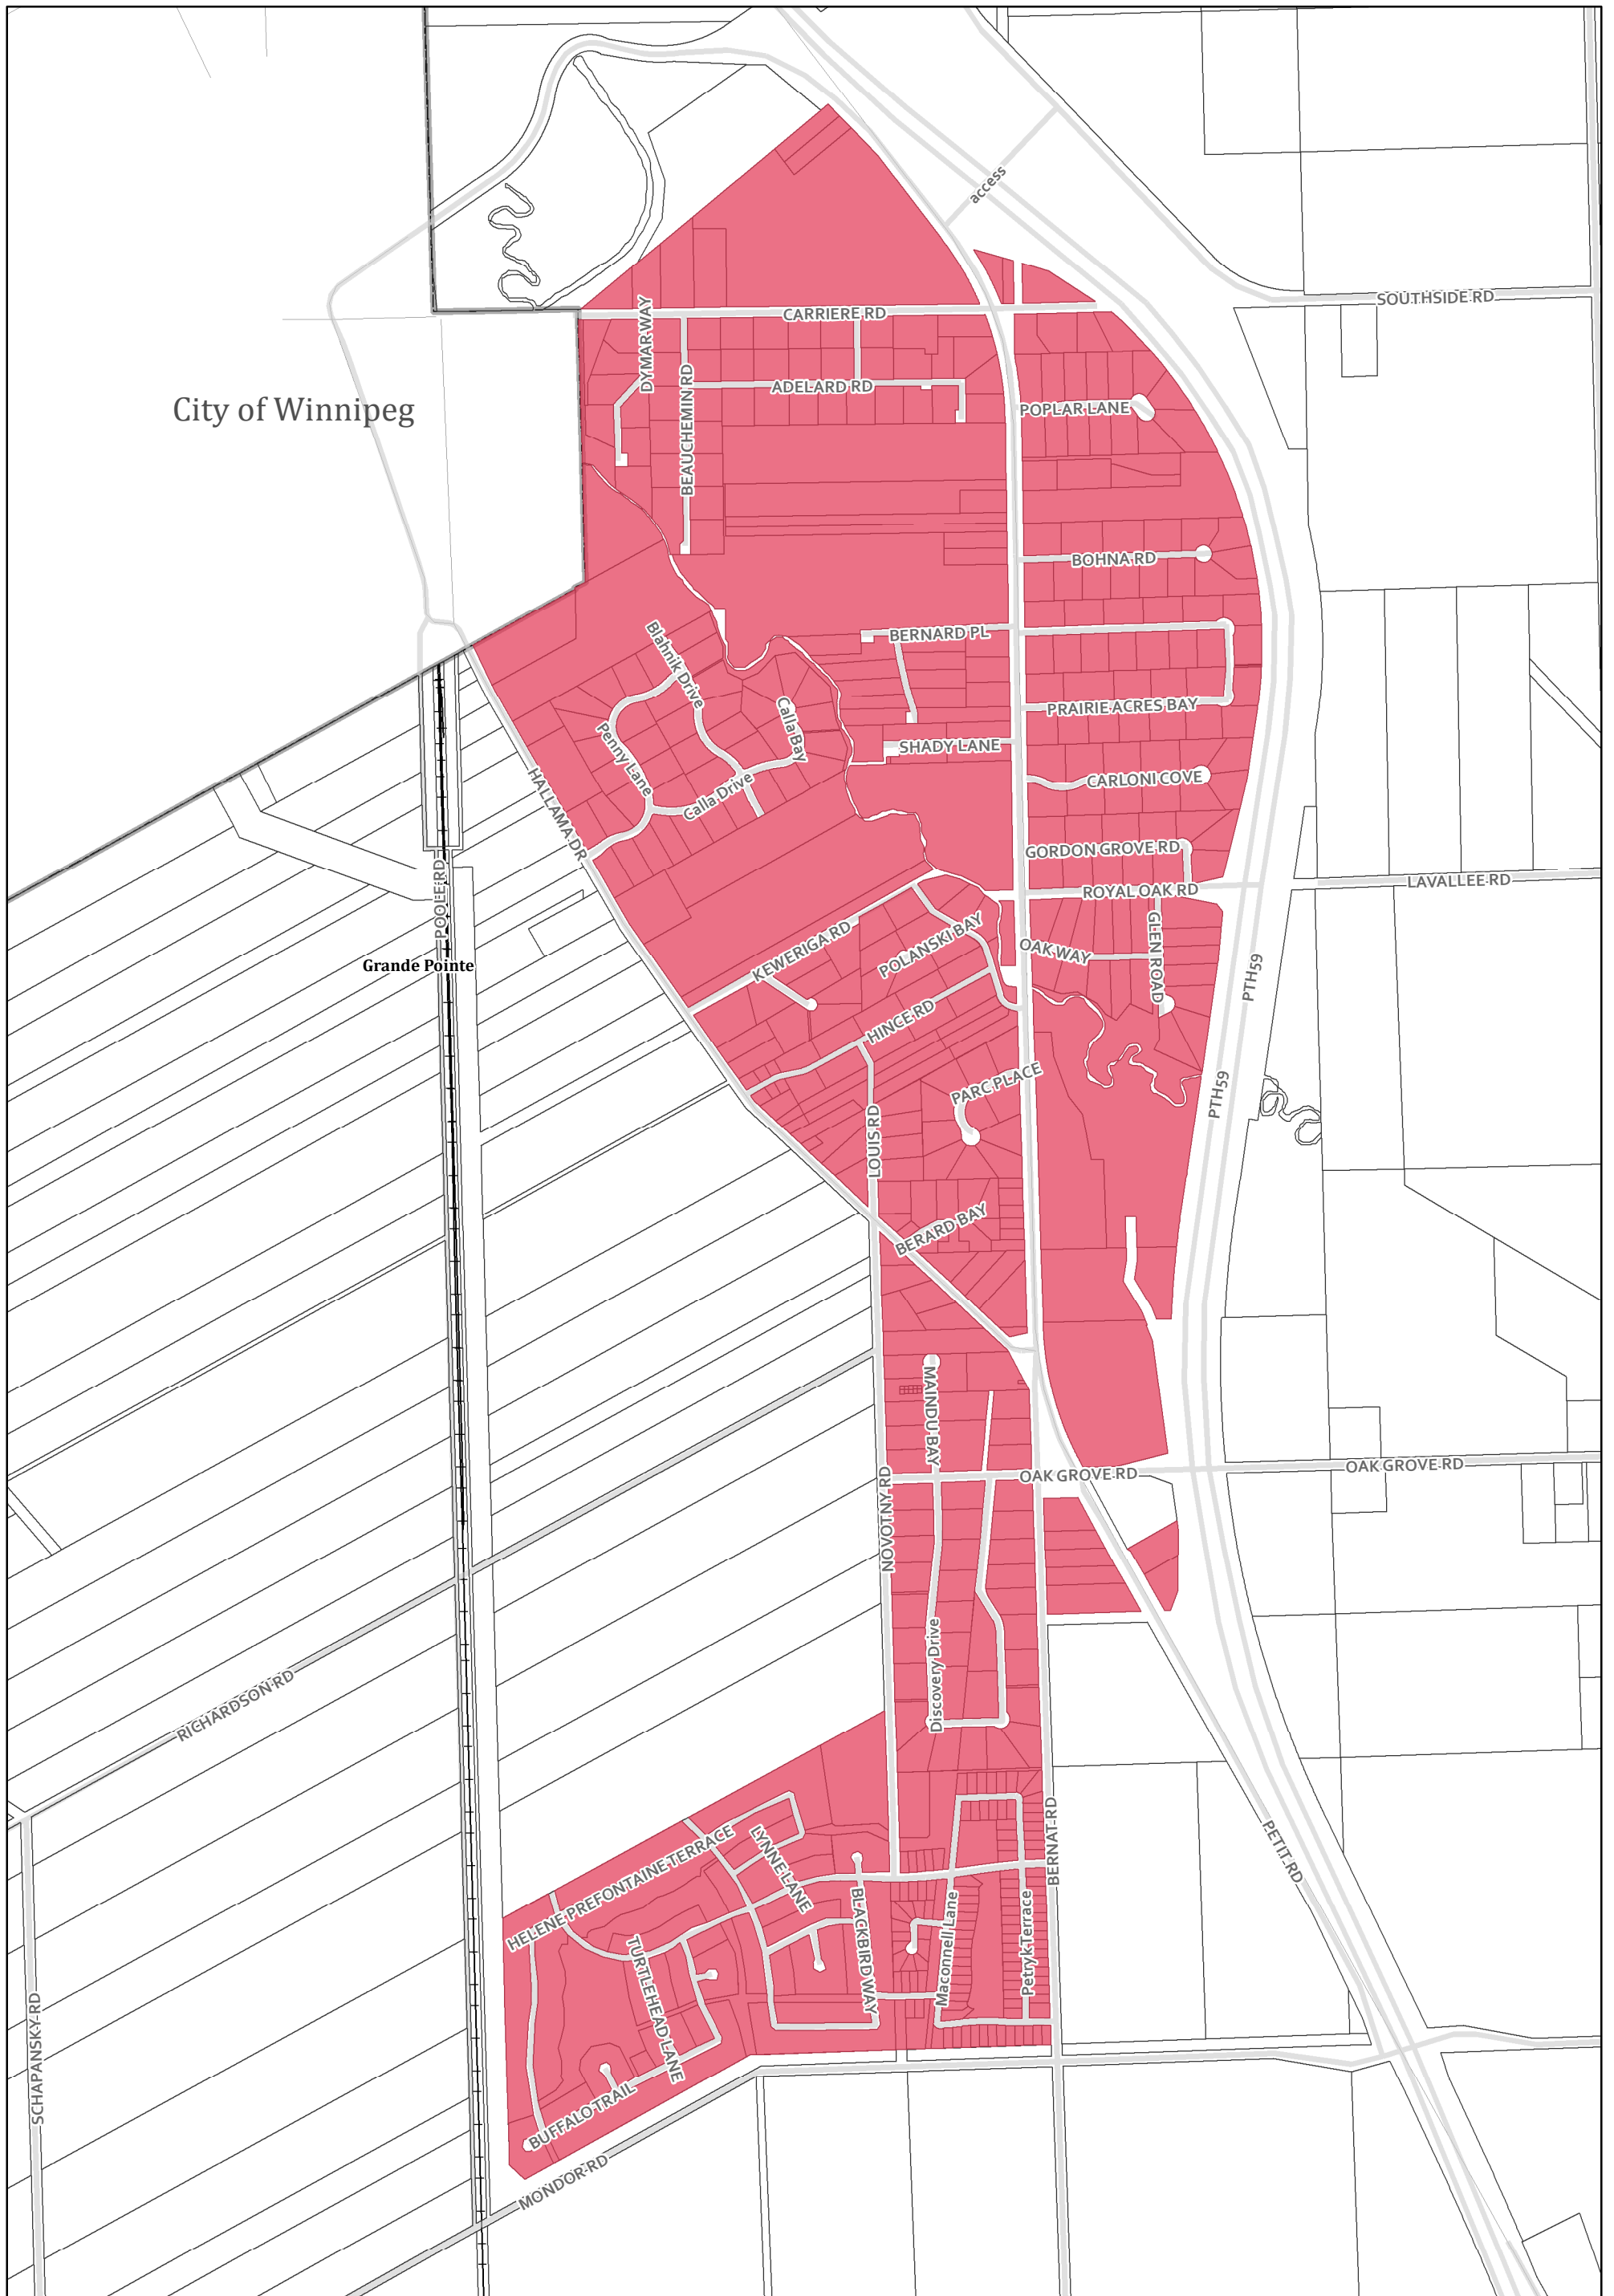 access
SOUTHSIDE RD
CARRIERE RD
DYMAR WAY
City of Winnipeg
BEAUCHEMIN RD
ADELARD RD
POPLAR LANE
BOHNA RD
BERNARD PL
Blahnik Drive
PRAIRIE ACRES BAY
Calla Bay
Penny Lane
SHADY LANE
CARLONI COVE
Calla Drive
HALLAMA DR
GORDON GROVE RD
ROYAL OAK RD
LAVALLEE RD
POOLE RD
KEWERIGA RD
POLANSKI BAY
OAK WAY
GLEN ROAD
Grande Pointe
PTH59
HINCE RD
PARC PLACE
PTH59
LOUIS RD
BERARD BAY
MAINDU BAY
OAK GROVE RD
OAK GROVE RD
NOVOTNY RD
Discovery Drive
RICHARDSON RD
BERNAT RD
PETIT RD
HELENE PREFONTAINE TERRACE
LYNNE LANE
BLACKBIRD WAY
Maconnell Lane
Petryk Terrace
TURTLEHEAD LANE
SCHAPANSKY RD
BUFFALO TRAIL
MONDOR RD